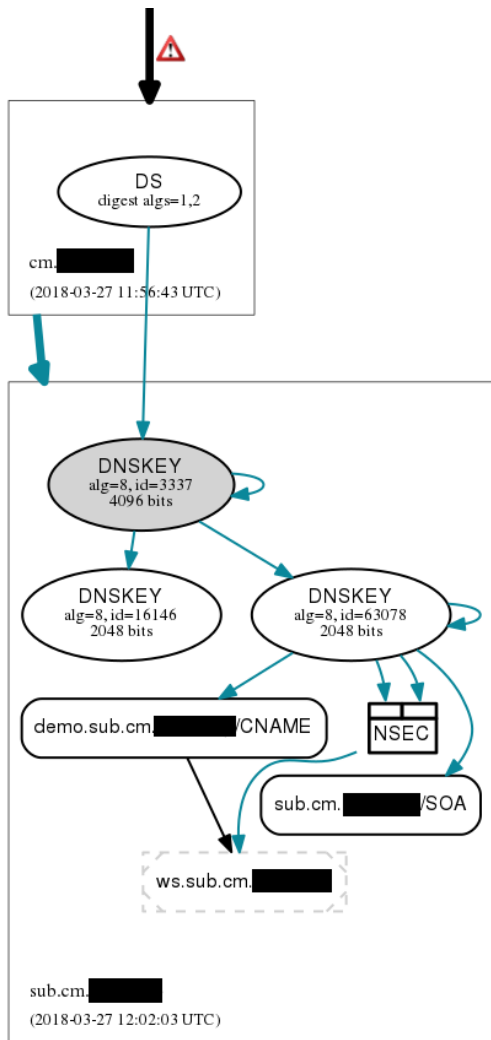 DS
digest algs=1,2
cm.
(2018-03-27 11:56:43 UTC)
DNSKEY
alg=8, id=3337
4096 bits
DNSKEY
alg=8, id=16146
2048 bits
DNSKEY
alg=8, id=63078
2048 bits
demo.sub.cm. /CNAME
NSEC
sub.cm. /SOA
ws.sub.cm.
sub.cm.
(2018-03-27 12:02:03 UTC)